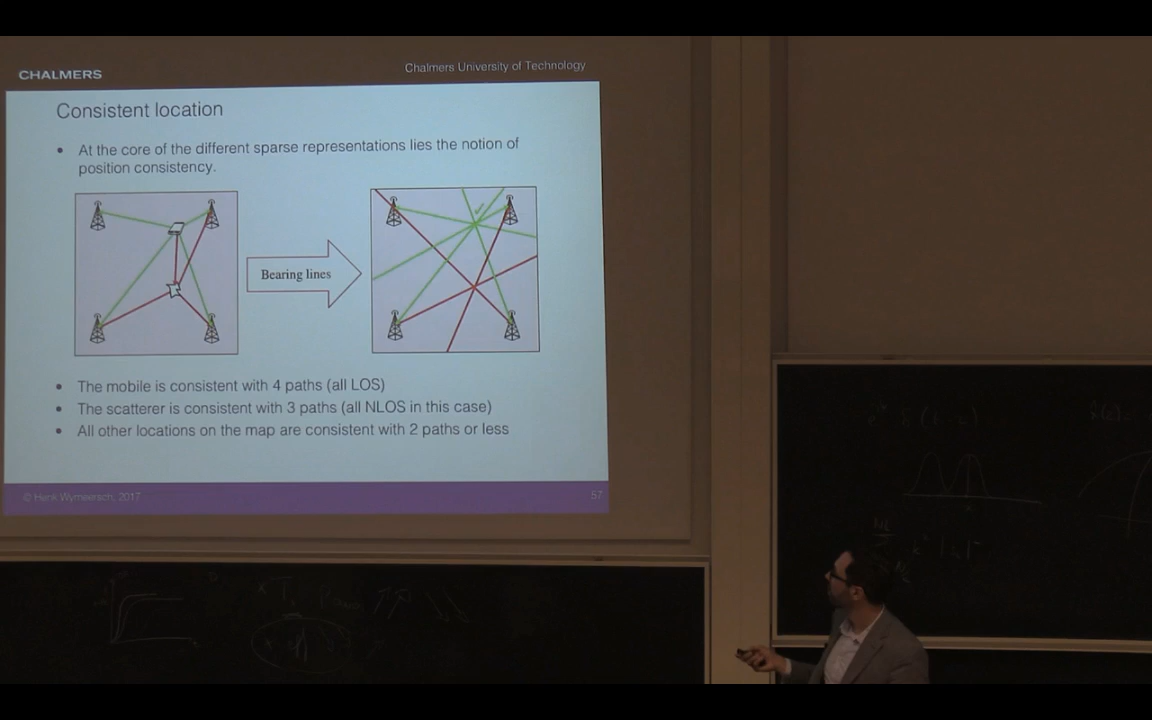 CHALMERS
Chalmers University of Technology
Consistent location
• At the core of the different sparse representations lies the notion of
position consistency.
Bearing lines
• The mobile is consistent with 4 paths (all LOS)
• The scatterer is consistent with 3 paths (all NLOS in this case)
• All other locations on the map are consistent with 2 paths or less
© Henk Wymeersch, 2017
57